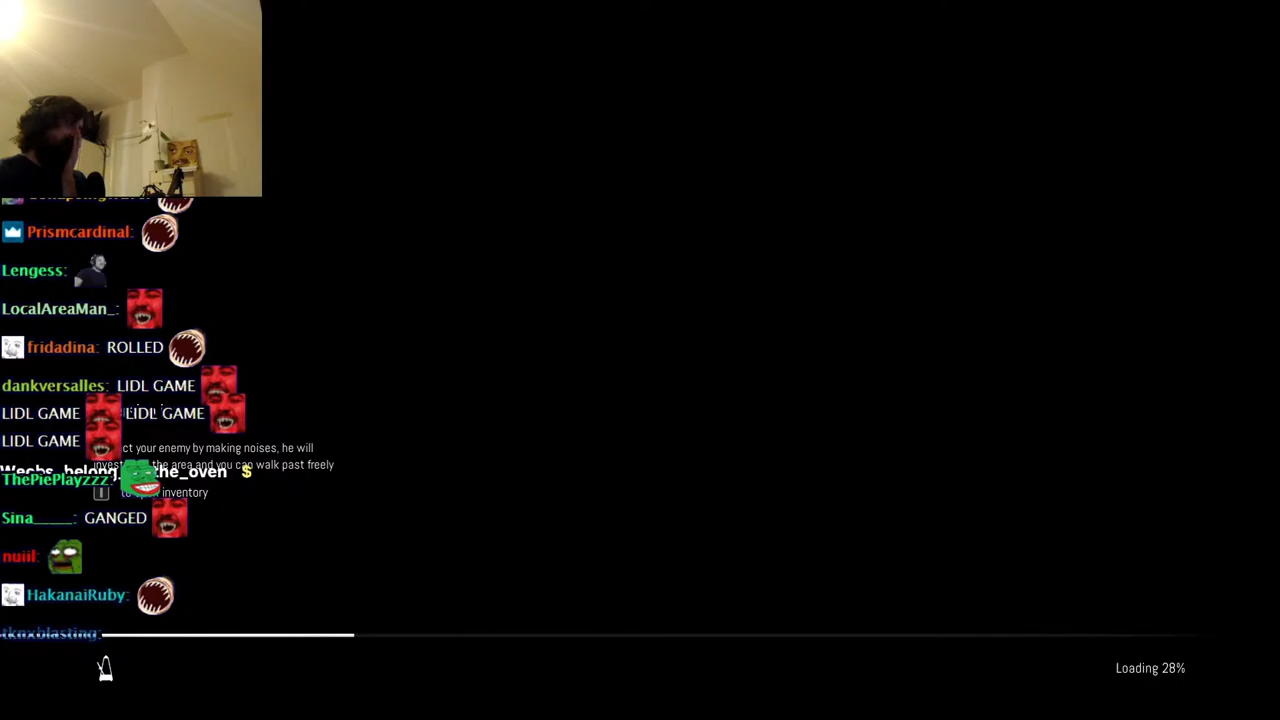 Prismcardinal:
Lengess:
LocalAreaMan_:
fridadina: ROLLED
dankversalles: LIDL GAME
LIDL GAME LIDL GAME
LIDL GAME
ct your enemy by making noises, he will
the area and you can walk past freely
the_oven $
ThePiePlayzzz:
inventory
Sina_____: GANGED
nuiil:
HakanaiRuby:
tknxblasting:
Loading 28%